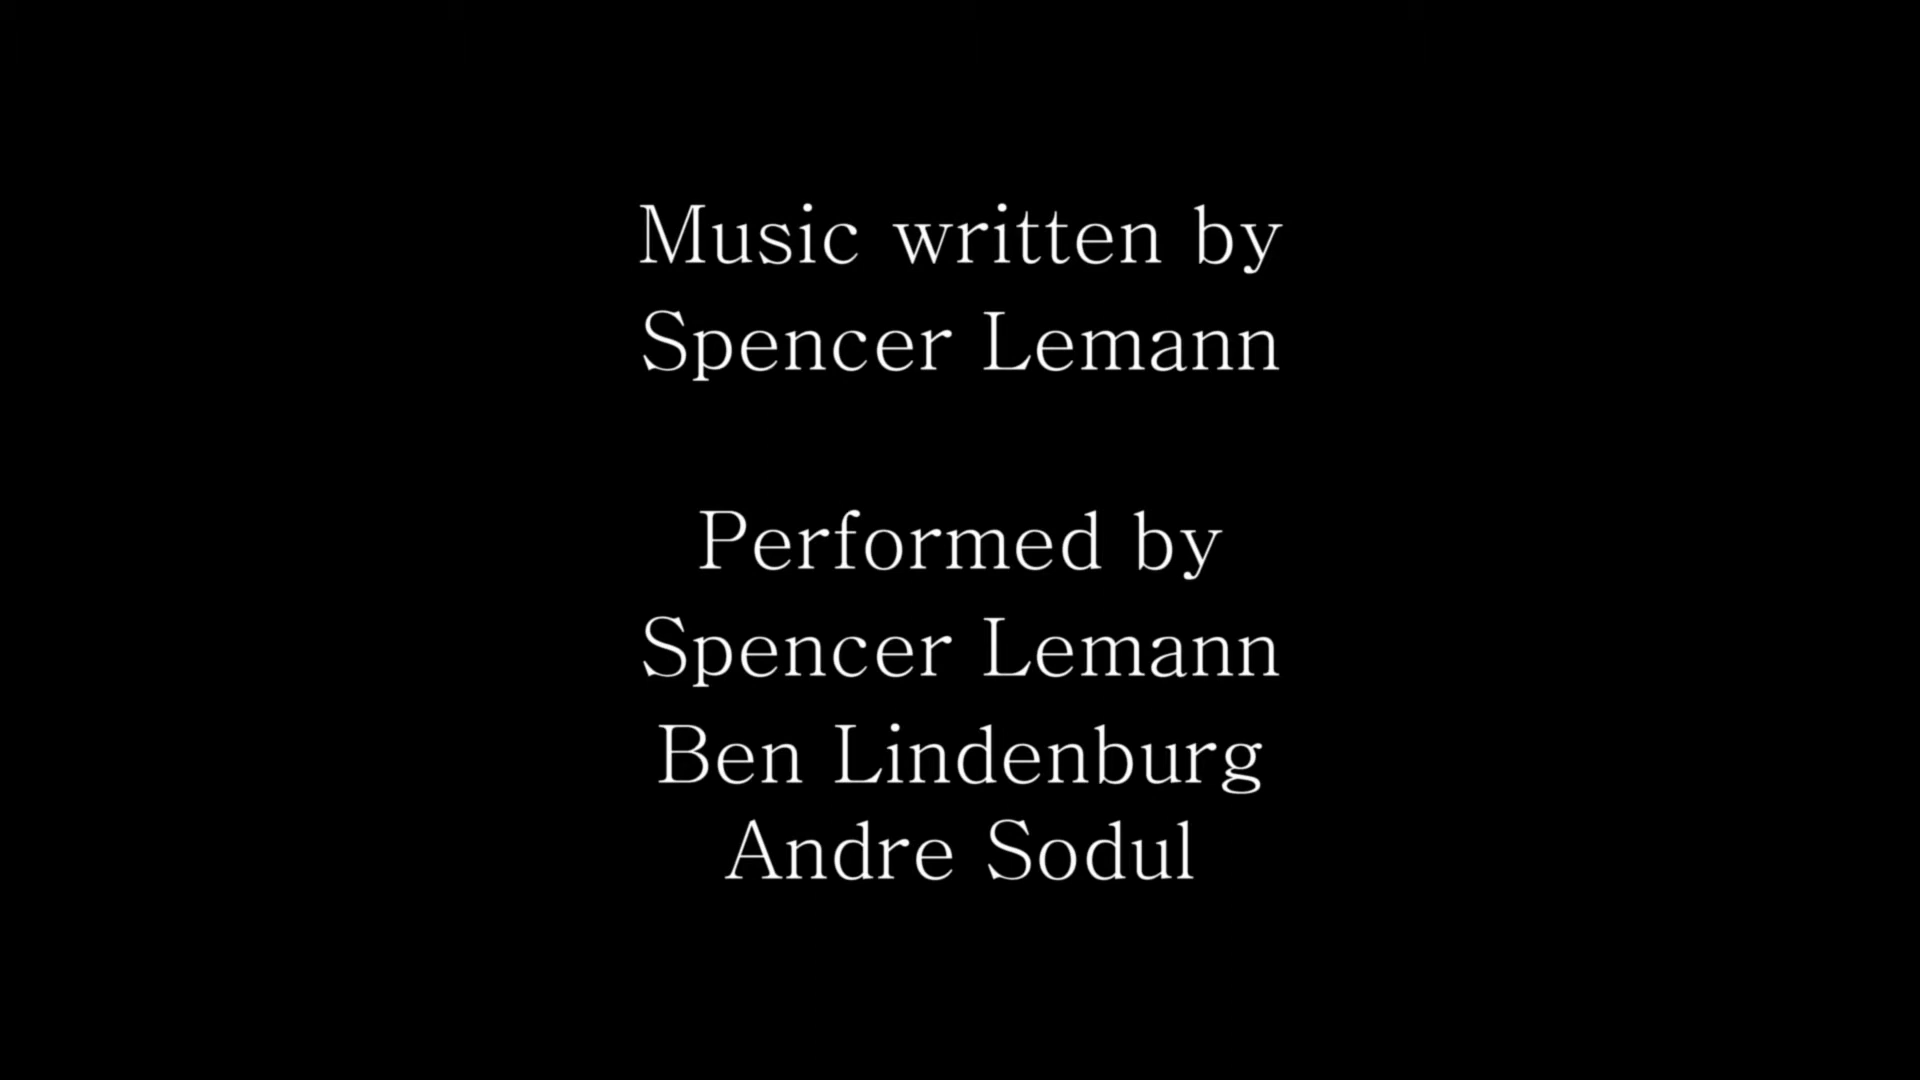 Music written by
Spencer Lemann
Performed by
Spencer Lemann
Ben Lindenburg
Andre Sodul